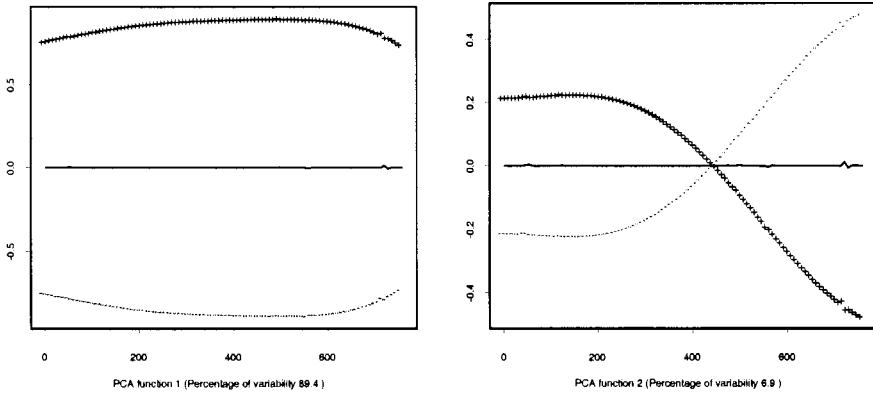 0.5
0.0
-0.5
0 200 400 600
PCA function 1 (Percentage of variability 89.4 )
0.4
0.2
0.0
-0.2
-0.4
0 200 400 600
PCA function 2 (Percentage of variability 6.9 )